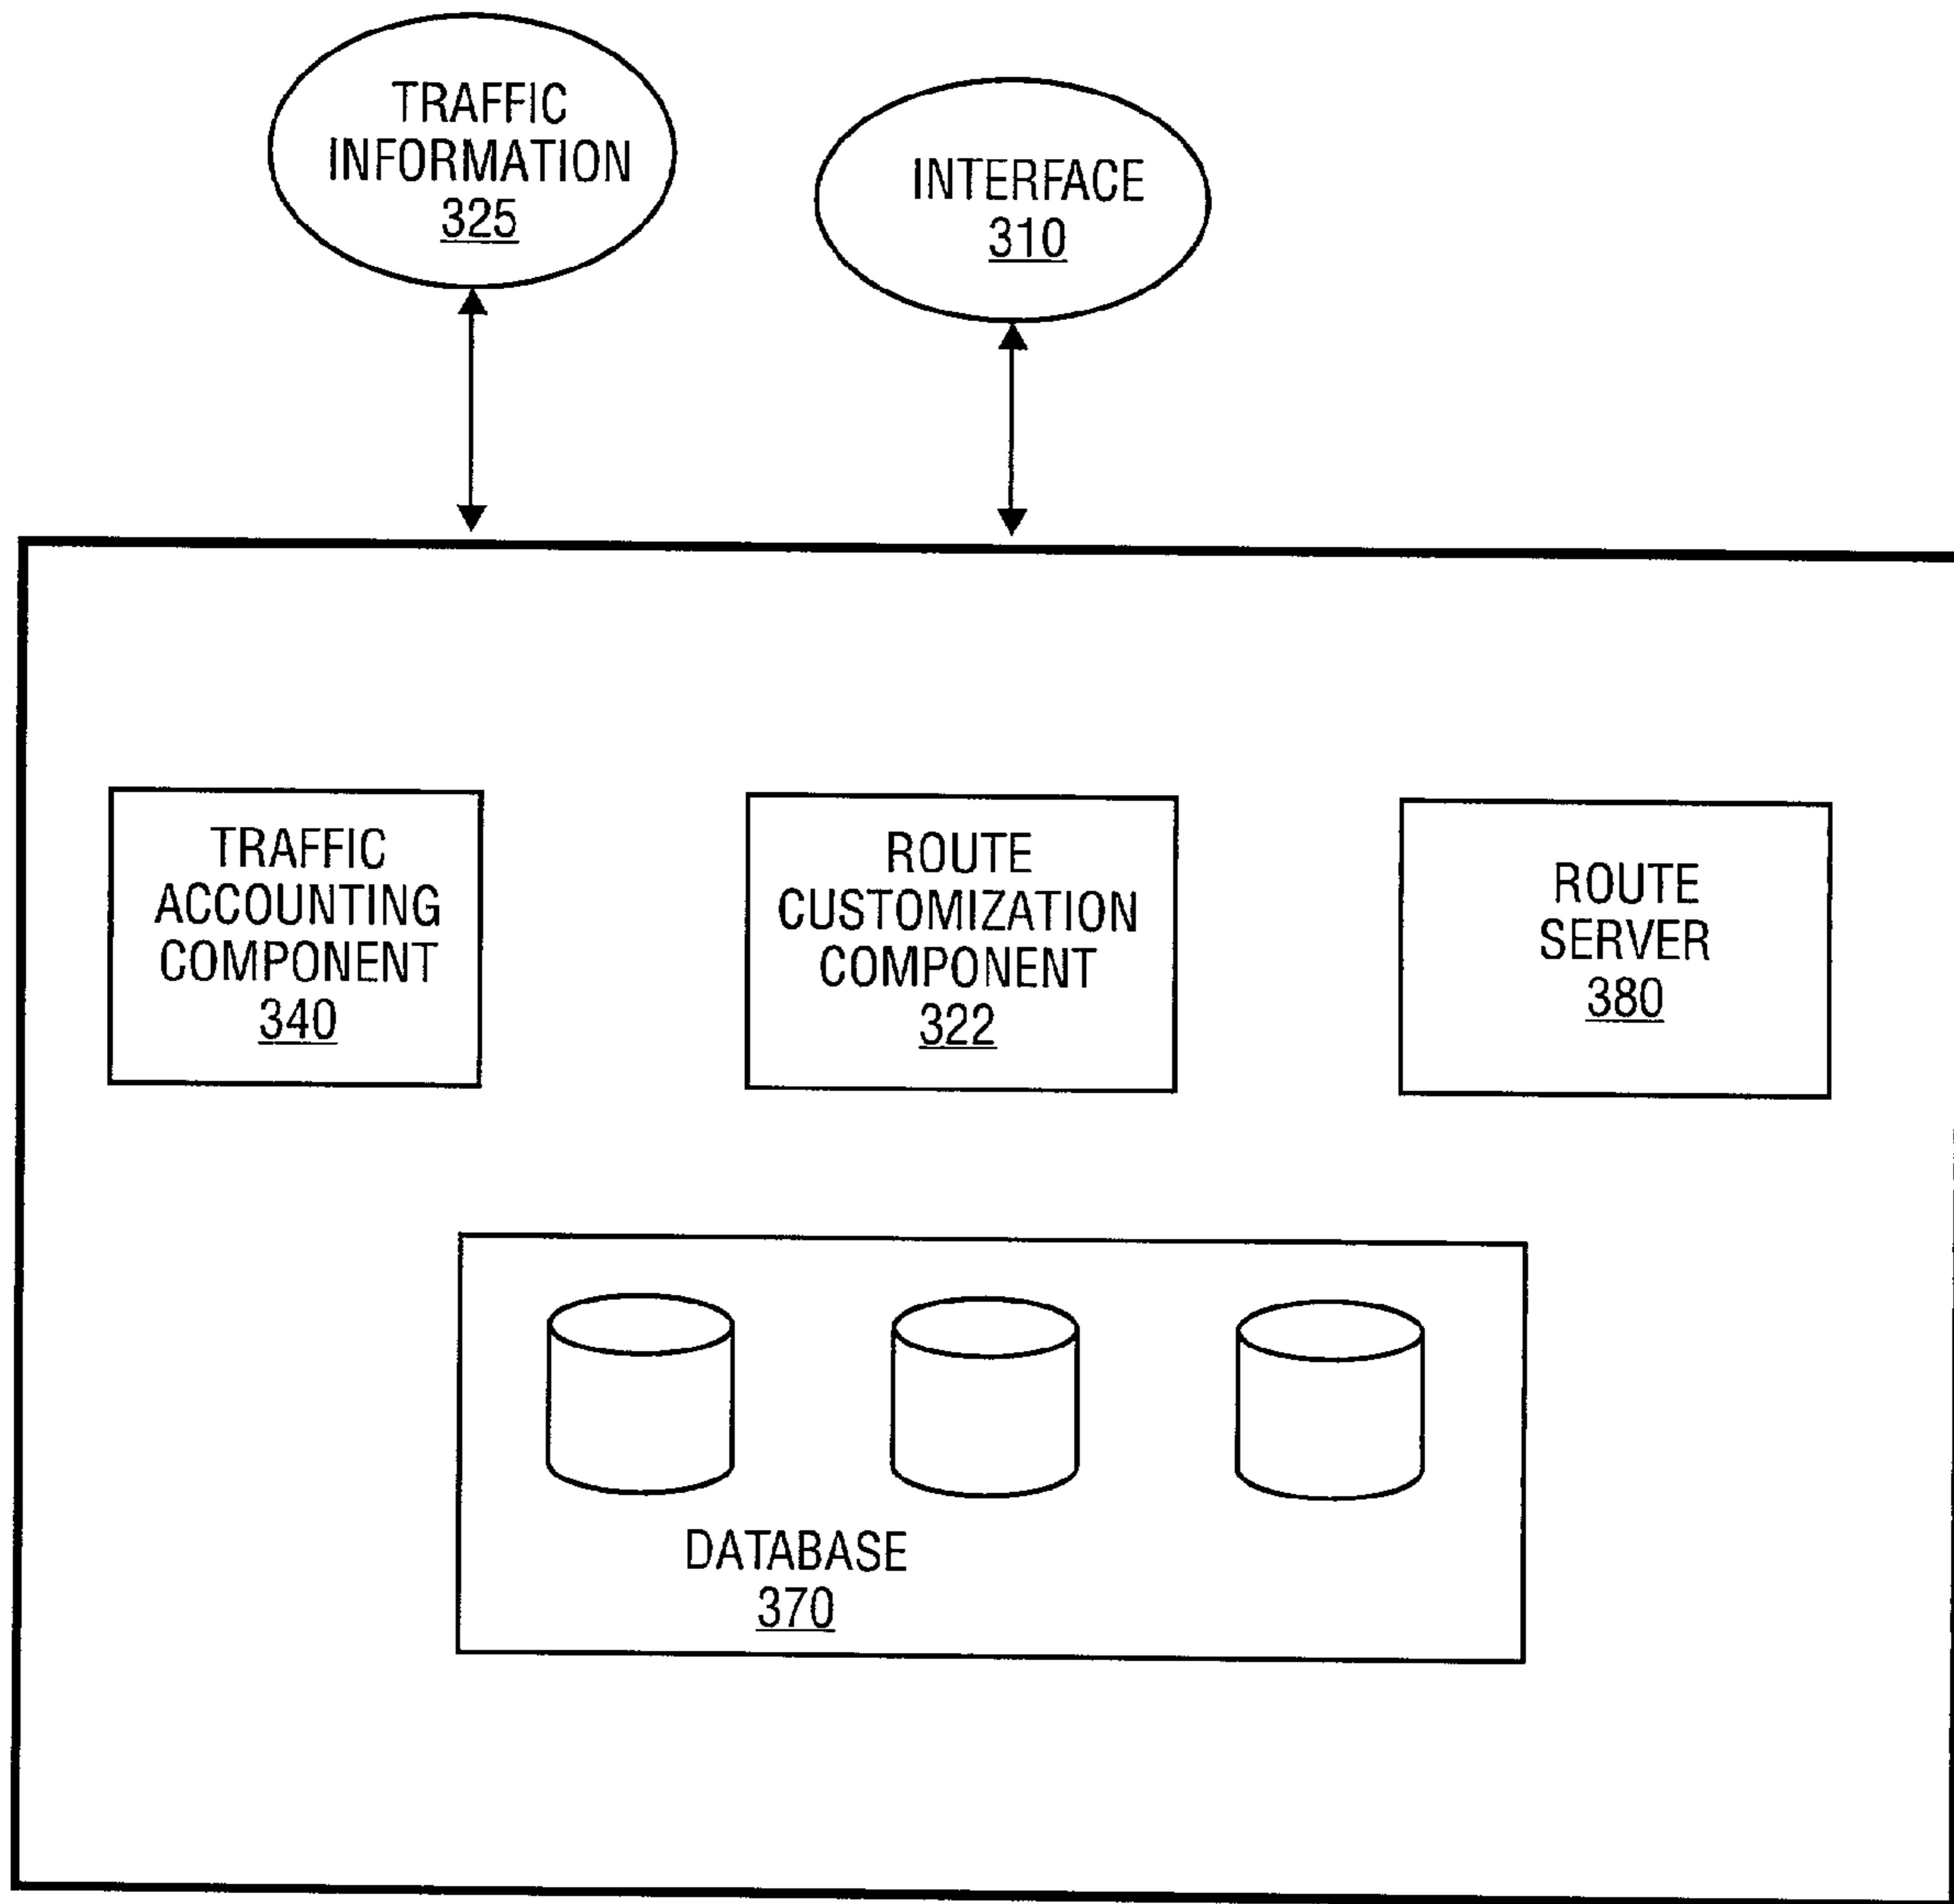 TRAFFIC
INFORMATION
325
INTERFACE
310
TRAFFIC
ACCOUNTING
COMPONENT
340
ROUTE
CUSTOMIZATION
COMPONENT
322
ROUTE
SERVER
380
DATABASE
370